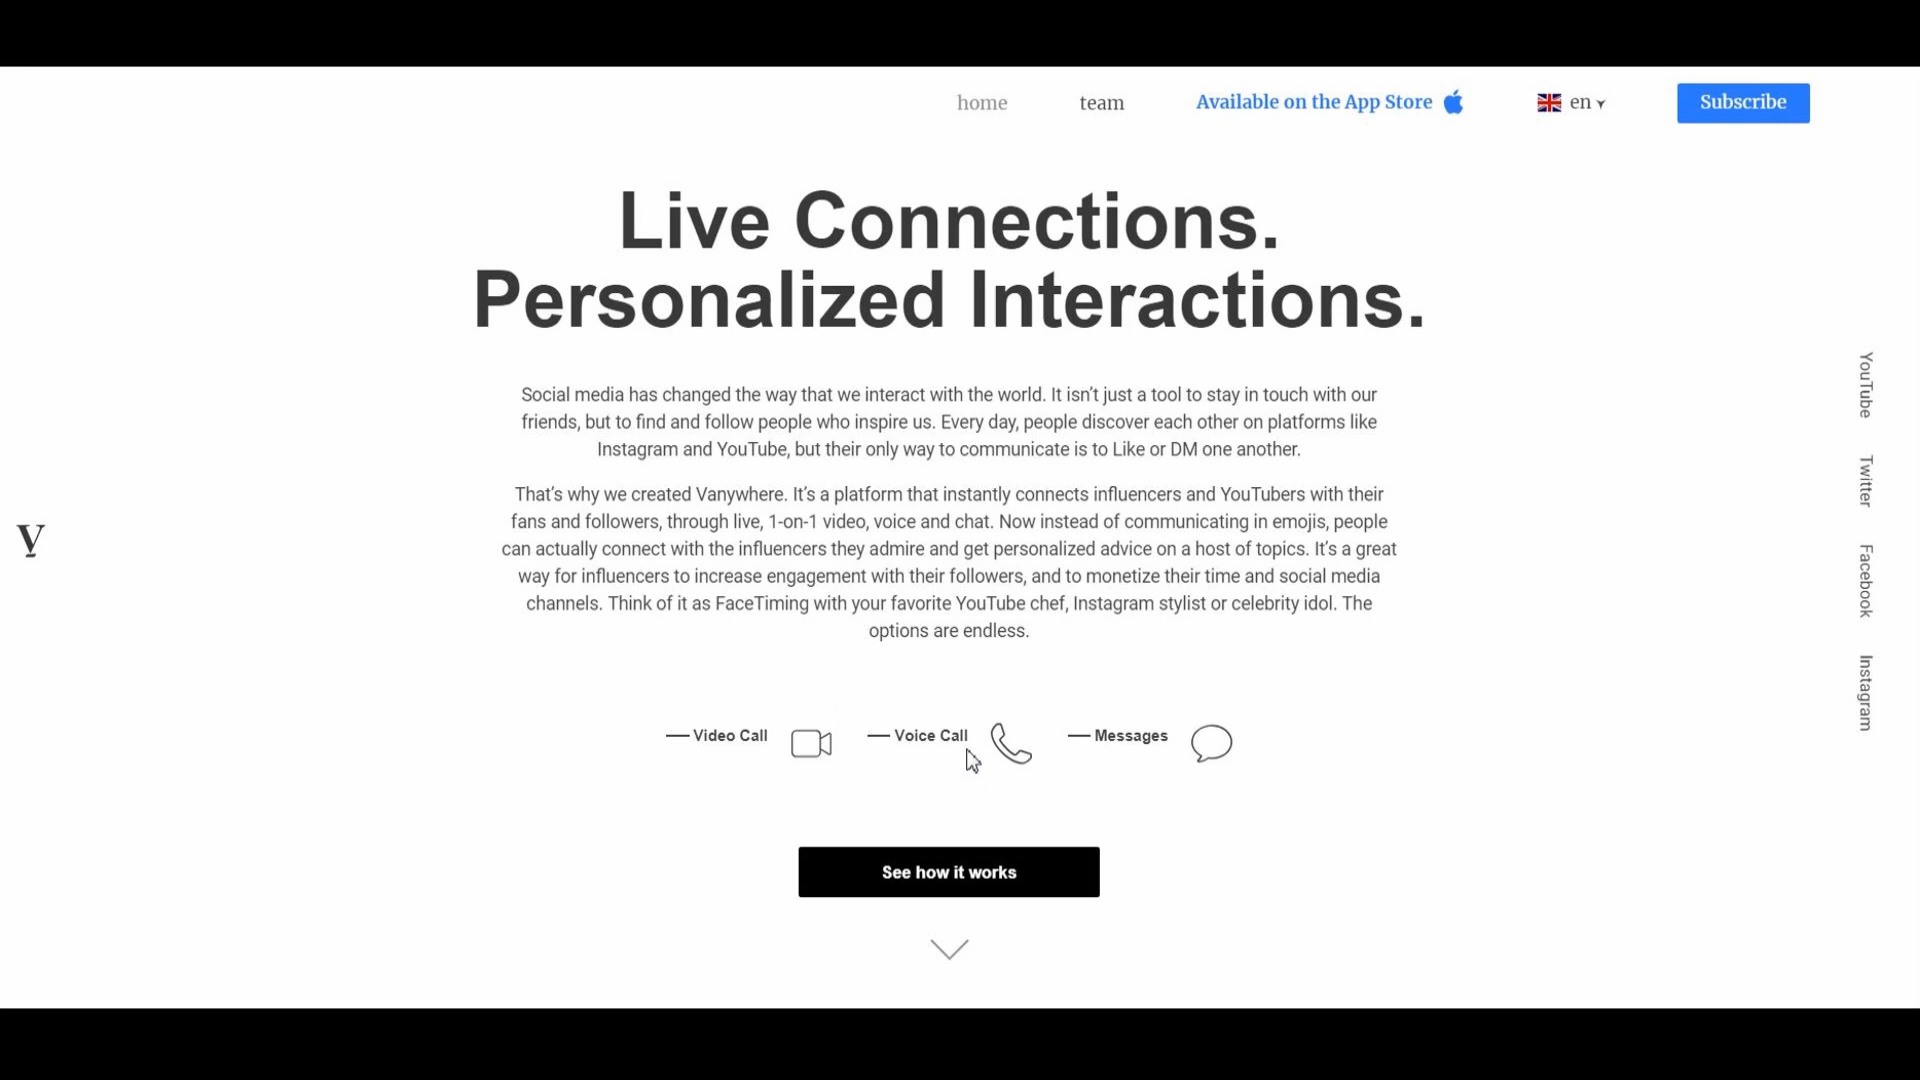 home
team
Available on the App Store
en
Subscribe
Live Connections.
Personalized Interactions.
Social media has changed the way that we interact with the world. It isn’t just a tool to stay in touch with our
friends, but to find and follow people who inspire us. Every day, people discover each other on platforms like
Instagram and YouTube, but their only way to communicate is to Like or DM one another.
That’s why we created Vanywhere. It’s a platform that instantly connects influencers and YouTubers with their
fans and followers, through live, 1-on-1 video, voice and chat. Now instead of communicating in emojis, people
can actually connect with the influencers they admire and get personalized advice on a host of topics. It’s a great
way for influencers to increase engagement with their followers, and to monetize their time and social media
channels. Think of it as FaceTiming with your favorite YouTube chef, Instagram stylist or celebrity idol. The
options are endless.
V
Video Call
Voice Call
Messages
See how it works
YouTube
Twitter
Facebook
Instagram